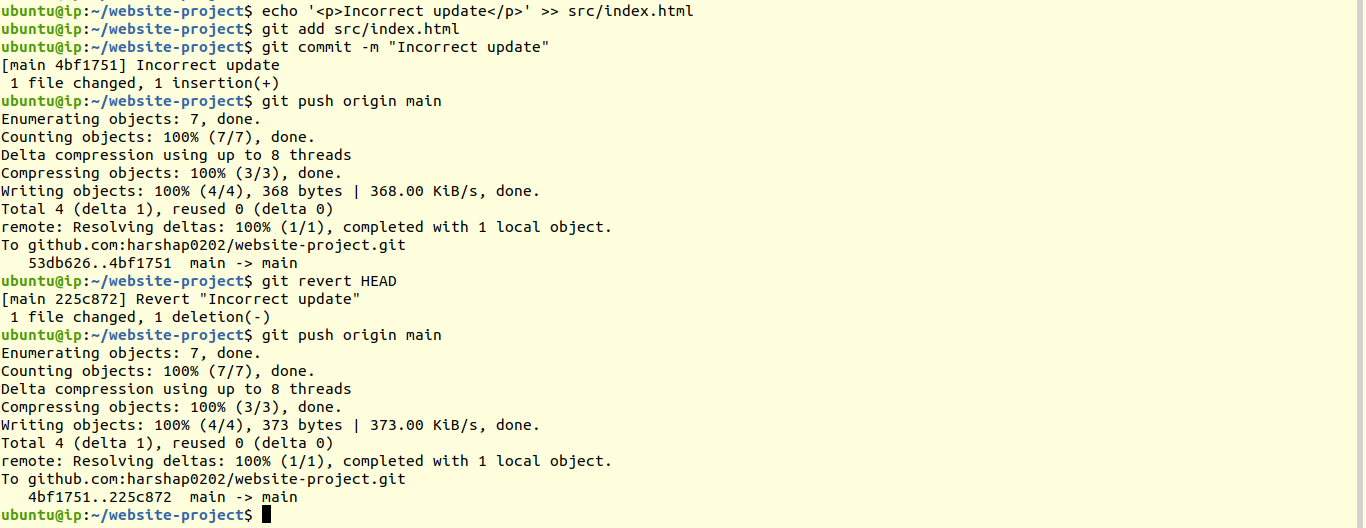 ubuntu@ip:~/website-project$ echo '<p>Incorrect update</p>' >> src/index.html
ubuntu@ip:~/website-project$ git add src/index.html
ubuntu@ip:~/website-project$ git commit -m "Incorrect update"
[main 4bf1751] Incorrect update
 1 file changed, 1 insertion(+)
ubuntu@ip:~/website-project$ git push origin main
Enumerating objects: 7, done.
Counting objects: 100% (7/7), done.
Delta compression using up to 8 threads
Compressing objects: 100% (3/3), done.
Writing objects: 100% (4/4), 368 bytes | 368.00 KiB/s, done.
Total 4 (delta 1), reused 0 (delta 0)
remote: Resolving deltas: 100% (1/1), completed with 1 local object.
To github.com:harshap0202/website-project.git
   53db626..4bf1751  main -> main
ubuntu@ip:~/website-project$ git revert HEAD
[main 225c872] Revert "Incorrect update"
 1 file changed, 1 deletion(-)
ubuntu@ip:~/website-project$ git push origin main
Enumerating objects: 7, done.
Counting objects: 100% (7/7), done.
Delta compression using up to 8 threads
Compressing objects: 100% (3/3), done.
Writing objects: 100% (4/4), 373 bytes | 373.00 KiB/s, done.
Total 4 (delta 1), reused 0 (delta 0)
remote: Resolving deltas: 100% (1/1), completed with 1 local object.
To github.com:harshap0202/website-project.git
   4bf1751..225c872  main -> main
ubuntu@ip:~/website-project$